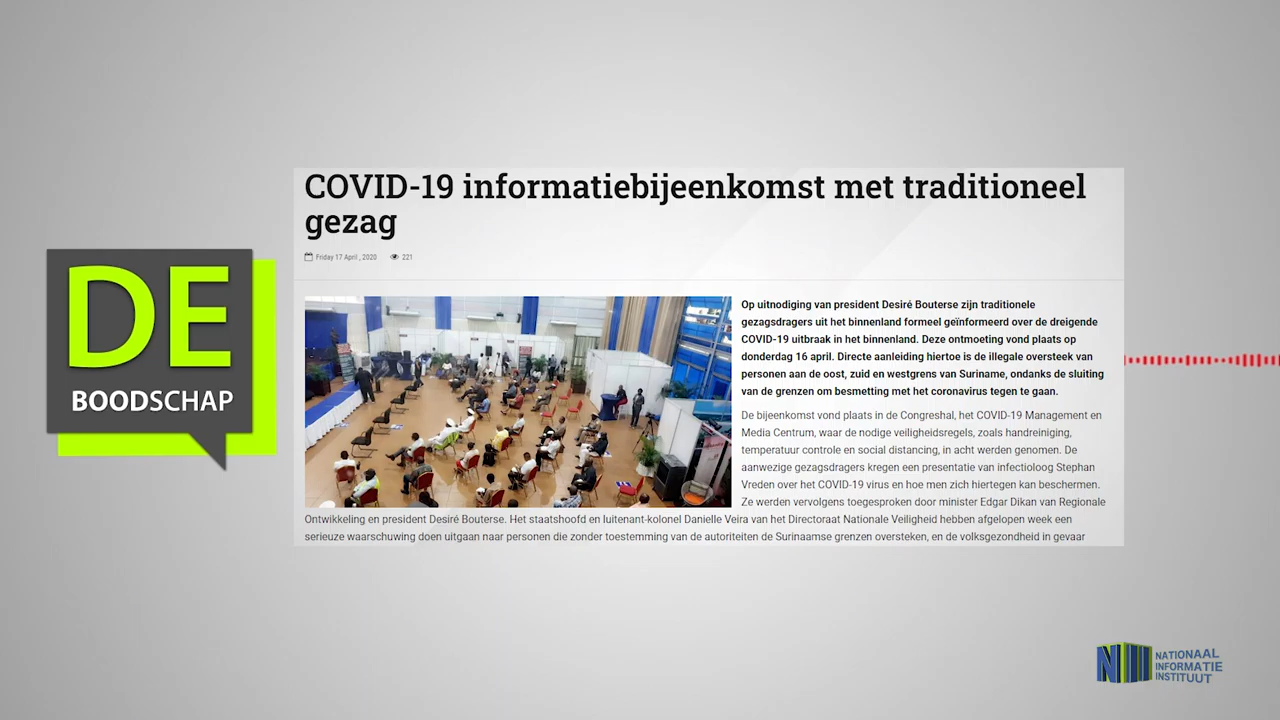 COVID-19 informatiebijeenkomst met traditioneel
gezag
Friday 17 April , 2020 221
DE
BOODSCHAP
Op uitnodiging van president Desiré Bouterse zijn traditionele
gezagsdragers uit het binnenland formeel geïnformeerd over de dreigende
COVID-19 uitbraak in het binnenland. Deze ontmoeting vond plaats op
donderdag 16 april. Directe aanleiding hiertoe is de illegale oversteek van
personen aan de oost, zuid en westgrens van Suriname, ondanks de sluiting
van de grenzen om besmetting met het coronavirus tegen te gaan.
De bijeenkomst vond plaats in de Congreshal, het COVID-19 Management en
Media Centrum, waar de nodige veiligheidsregels, zoals handreiniging,
temperatuur controle en social distancing, in acht werden genomen. De
aanwezige gezagsdragers kregen een presentatie van infectioloog Stephan
Vreden over het COVID-19 virus en hoe men zich hiertegen kan beschermen.
Ze werden vervolgens toegesproken door minister Edgar Dikan van Regionale
Ontwikkeling en president Desiré Bouterse. Het staatshoofd en luitenant-kolonel Danielle Veira van het Directoraat Nationale Veiligheid hebben afgelopen week een
serieuze waarschuwing doen uitgaan naar personen die zonder toestemming van de autoriteiten de Surinaamse grenzen oversteken, en de volksgezondheid in gevaar
NII NATIONAAL
INFORMATIE
INSTITUUT